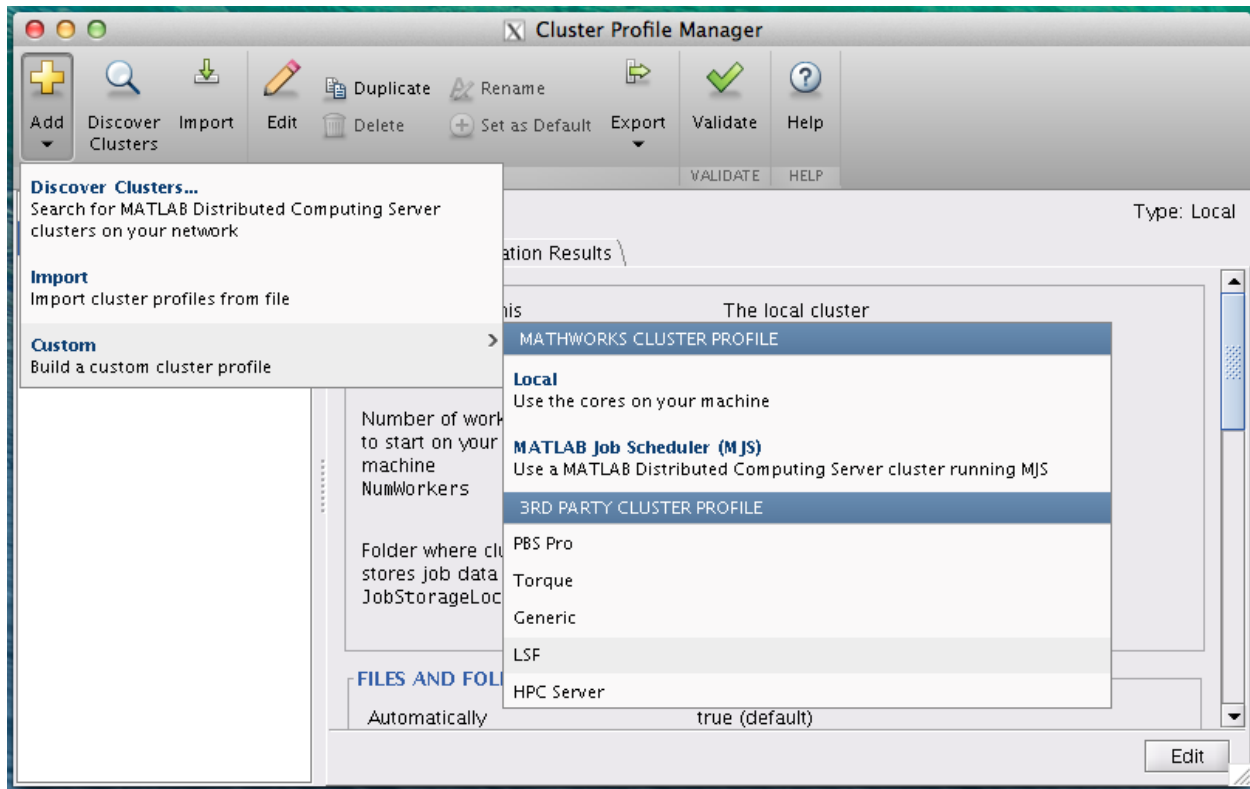 Cluster Profile Manager
Add
Discover Clusters
Import
Edit
Duplicate
Delete
Rename
Set as Default
Export
Validate
Help
VALIDATE
HELP
Discover Clusters...
Search for MATLAB Distributed Computing Server
clusters on your network
Import
Import cluster profiles from file
Custom
Build a custom cluster profile
Type: Local
Results
The local cluster
MATHWORKS CLUSTER PROFILE
Local
Use the cores on your machine
MATLAB Job Scheduler (MJS)
Use a MATLAB Distributed Computing Server cluster running MJS
3RD PARTY CLUSTER PROFILE
PBS Pro
Torque
Generic
LSF
HPC Server
Number of work
to start on your
machine
NumWorkers
Folder where clu
stores job data
JobStorageLoc
FILES AND FOL
Automatically
true (default)
Edit